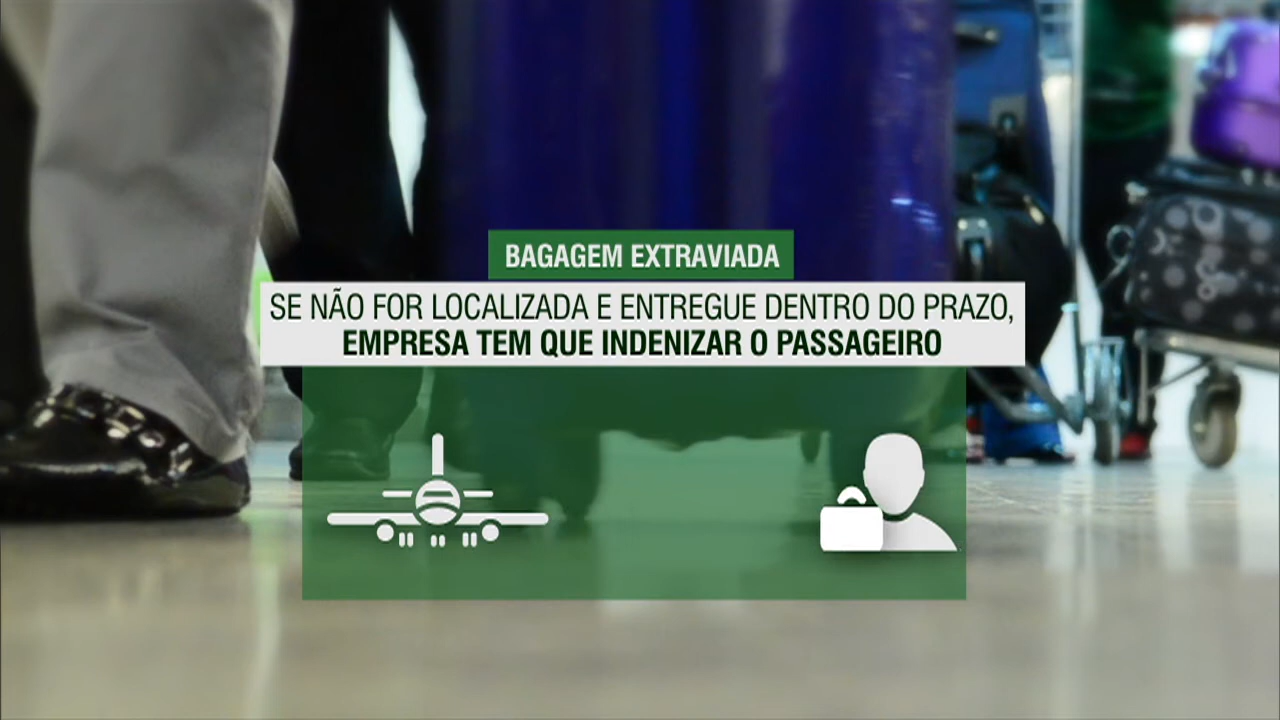 BAGAGEM EXTRAVIADA
SE NÃO FOR LOCALIZADA E ENTREGUE DENTRO DO PRAZO,
EMPRESA TEM QUE INDENIZAR O PASSAGEIRO